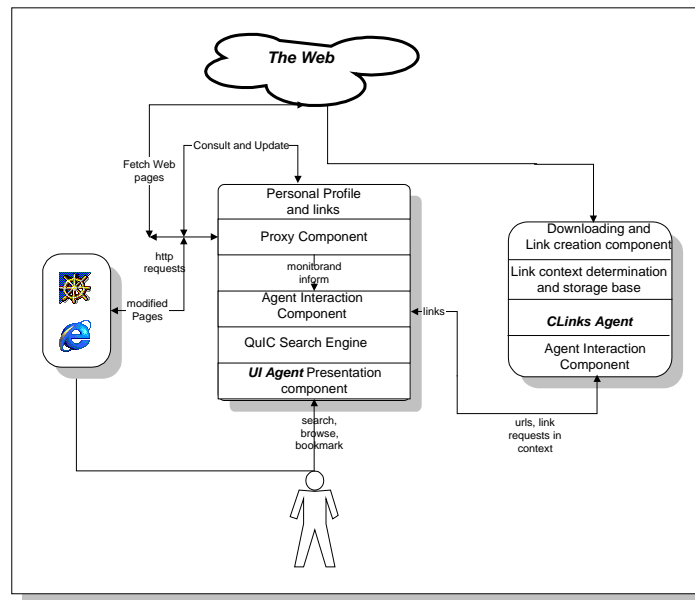 The Web
Consult and Update
Fetch Web
pages
Personal Profile
and links
Proxy Component
http
requests
monitorand
inform
modified
Pages
Agent Interaction
Component
links
QuIC Search Engine
UI Agent Presentation
component
search,
browse,
bookmark
Downloading and
Link creation component
Link context determination
and storage base
CLinks Agent
Agent Interaction
Component
urls, link
requests in
context